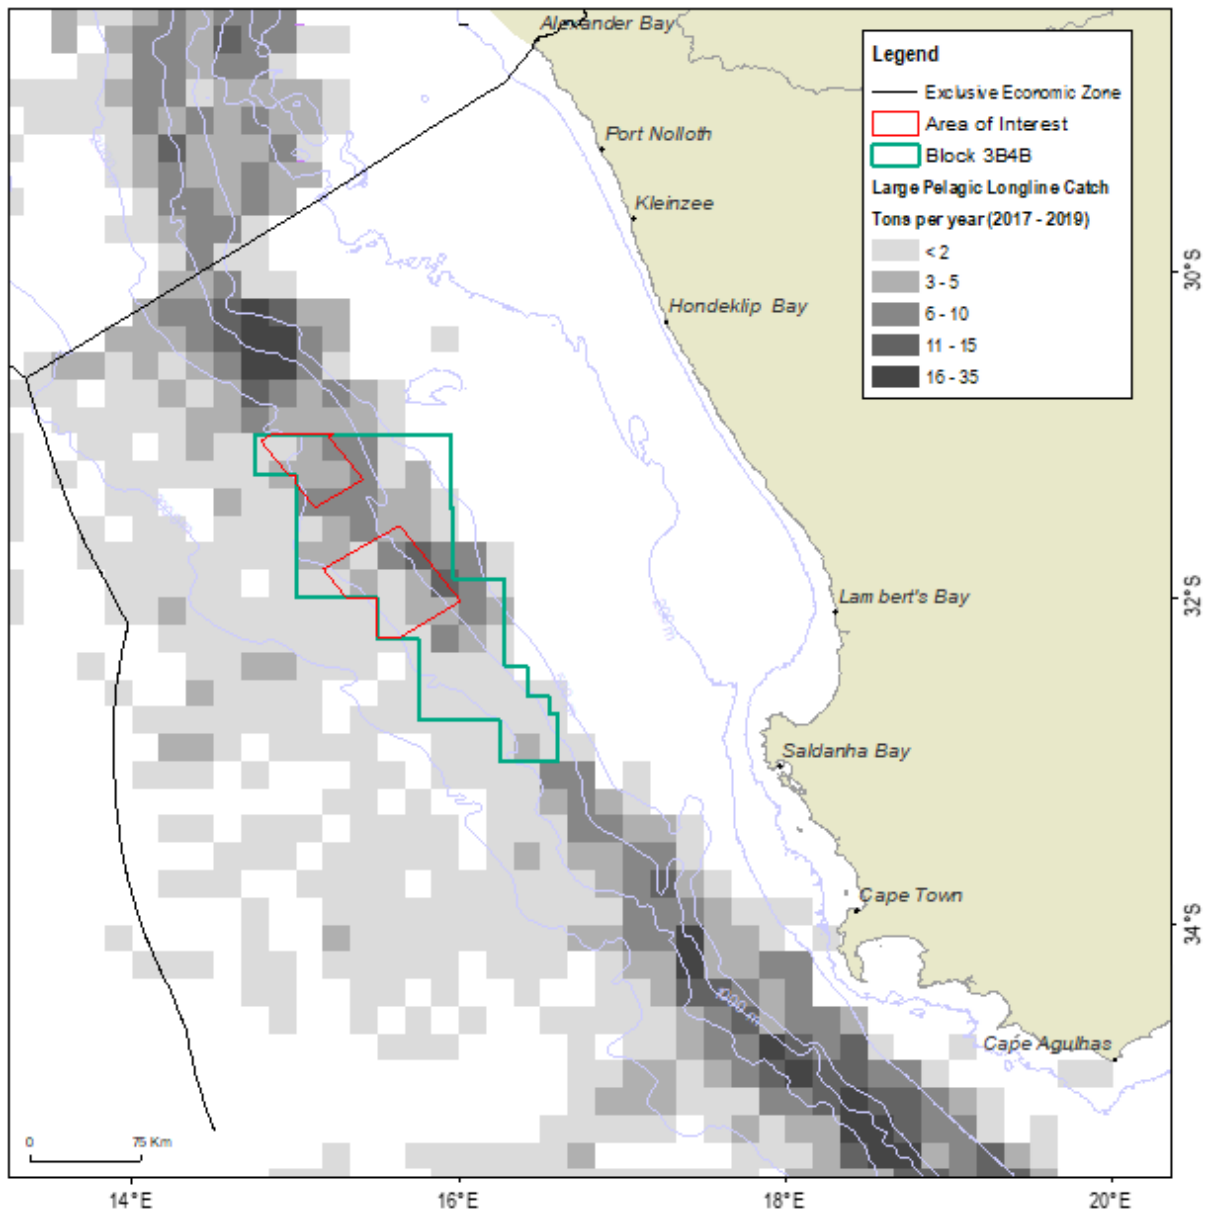 Alexander Bay
Legend
Exclusive Economic Zone
Area of Interest
Block 3B4B
Large Pelagic Longline Catch
Tons per year (2017 - 2019)
< 2
3 - 5
6 - 10
11 - 15
16 - 35
Port Nolloth
Kleinzee
Hondeklip Bay
Lambert's Bay
Saldanha Bay
Cape Town
Cape Agulhas
200 m
1000 m
30°S
32°S
34°S
0 75 Km
14°E 16°E 18°E 20°E